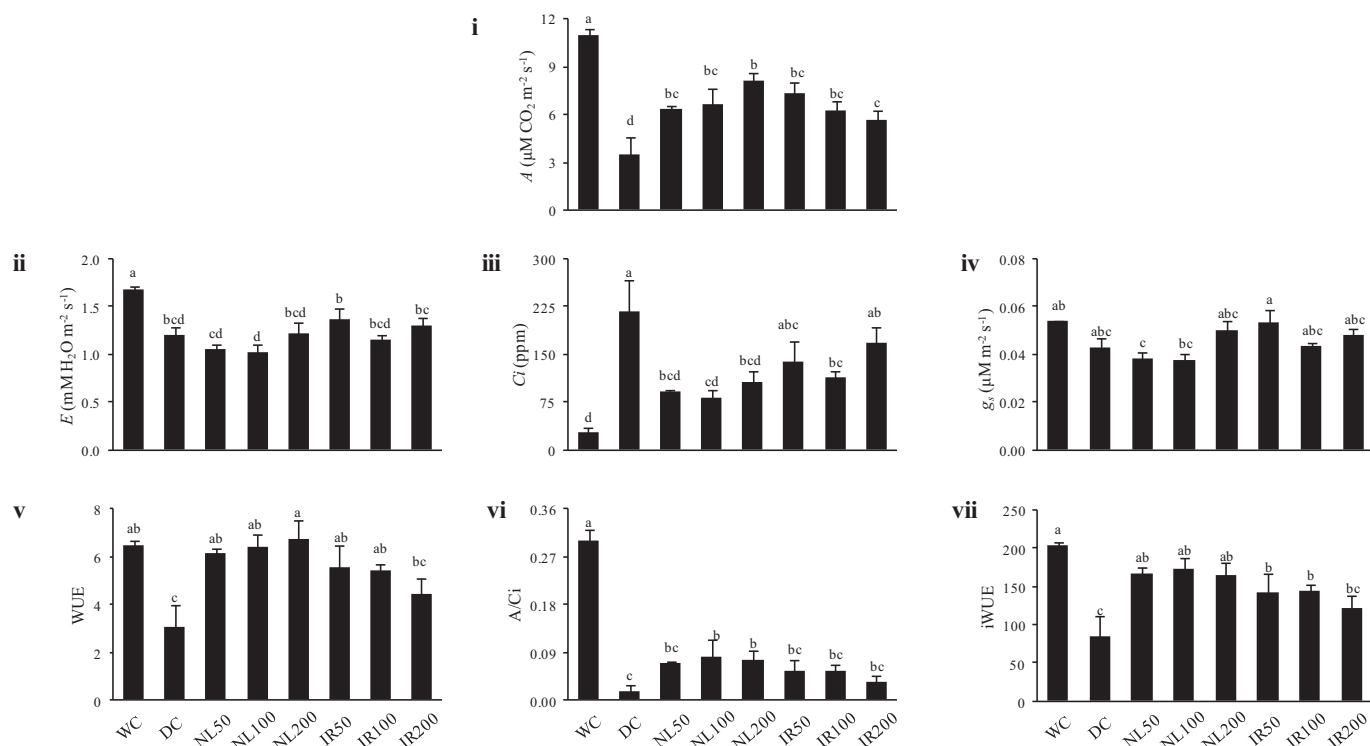 i
A (μM CO2 m-2 s-1)
12
9
6
3
0
a
d
bc
bc
b
bc
bc
c
ii
E (mM H2O m-2 s-1)
2.0
1.5
1.0
0.5
0.0
a
bcd
cd
d
bcd
b
bcd
bc
iii
Ci (ppm)
300
225
150
75
0
d
a
bcd
cd
bcd
abc
bc
ab
iv
gs (μM m-2 s-1)
0.08
0.06
0.04
0.02
0.00
ab
abc
c
bc
abc
a
abc
abc
v
WUE
8
6
4
2
0
ab
c
ab
ab
a
ab
ab
bc
WC DC NL50 NL100 NL200 IR50 IR100 IR200
vi
A/Ci
0.36
0.27
0.18
0.09
0.00
a
c
bc
b
b
bc
bc
bc
WC DC NL50 NL100 NL200 IR50 IR100 IR200
vii
iWUE
250
200
150
100
50
0
a
c
ab
ab
ab
b
b
bc
WC DC NL50 NL100 NL200 IR50 IR100 IR200